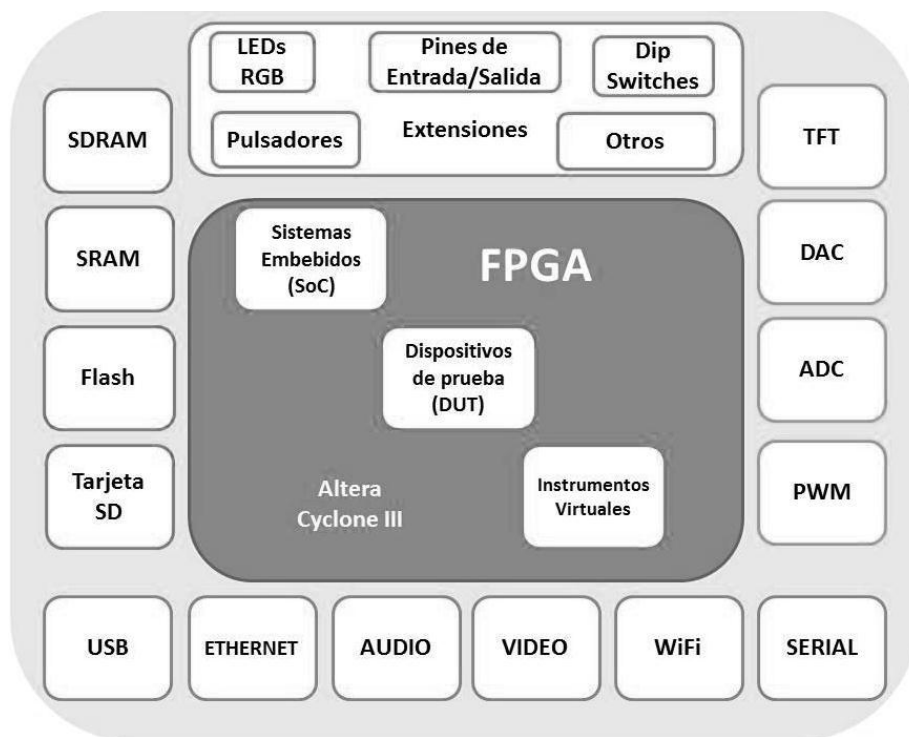 LEDs
RGB
Pines de
Entrada/Salida
Dip
Switches
Pulsadores
Extensiones
Otros
SDRAM
SRAM
Flash
Tarjeta
SD
Sistemas
Embebidos
(SoC)
FPGA
Dispositivos
de prueba
(DUT)
Altera
Cyclone III
Instrumentos
Virtuales
TFT
DAC
ADC
PWM
USB
ETHERNET
AUDIO
VIDEO
WiFi
SERIAL